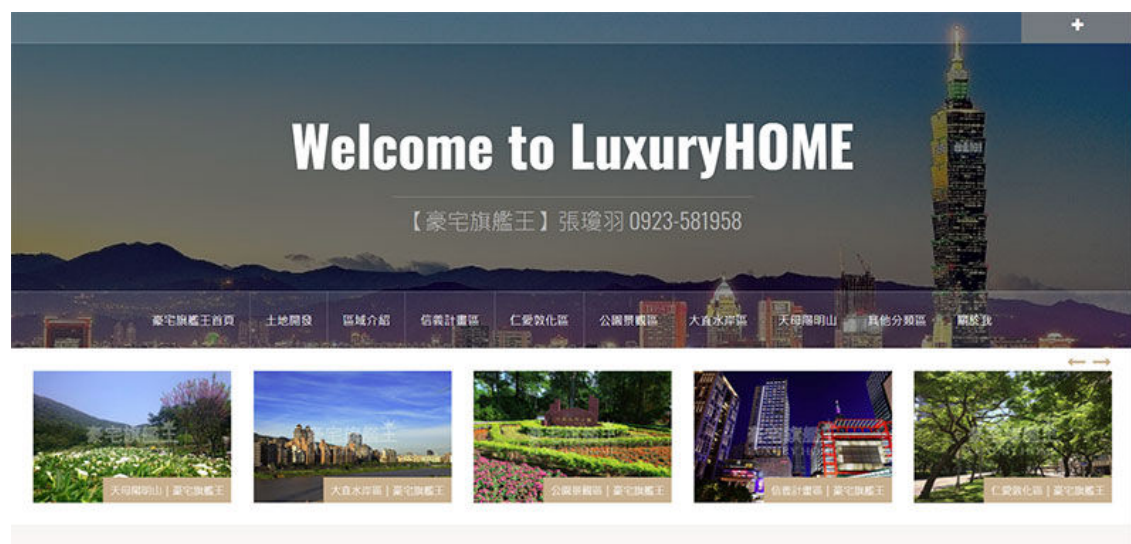 Welcome to LuxuryHOME
【豪宅旗艦王】張瓊羽 0923-581958
豪宅旗艦王首頁 土地開發 區域介紹 信義計畫區 仁愛敦化區 公園景觀區 大直水岸區 天母陽明山 其他分類區 關於我
天母陽明山 | 豪宅旗艦王
大直水岸區 | 豪宅旗艦王
公園景觀區 | 豪宅旗艦王
信義計畫區 | 豪宅旗艦王
仁愛敦化區 | 豪宅旗艦王